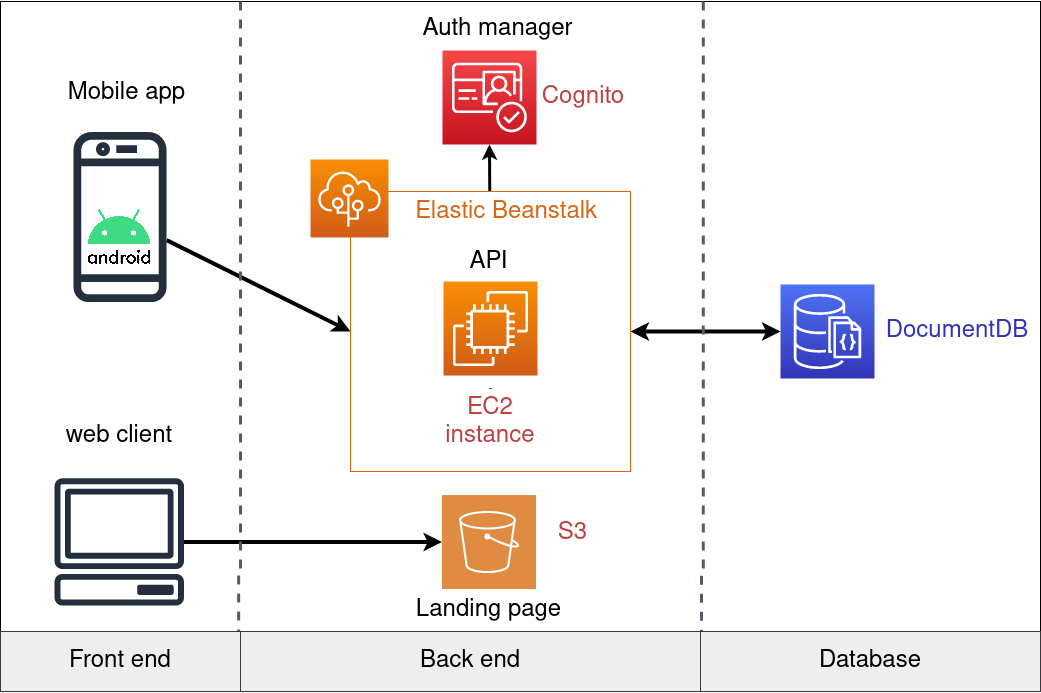 Auth manager
Mobile app
Cognito
Elastic Beanstalk
android
API
DocumentDB
EC2
instance
web client
S3
Landing page
Front end
Back end
Database